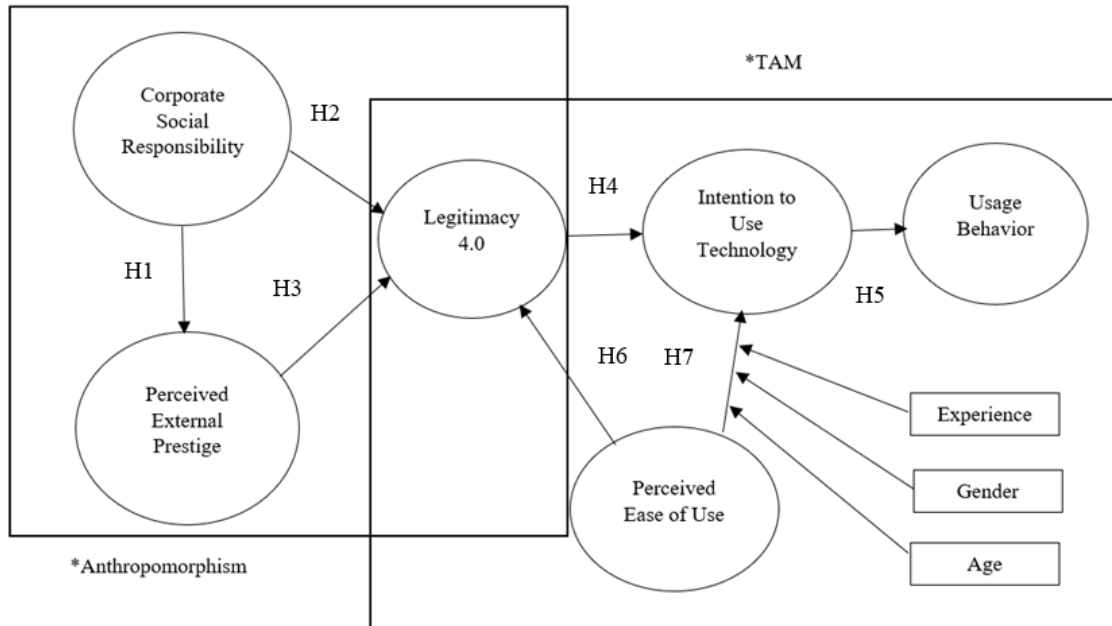 *TAM
Corporate
Social
Responsibility
H2
H4
Legitimacy
4.0
Intention to
Use
Technology
Usage
Behavior
H1
H3
H5
Perceived
External
Prestige
H6
H7
Experience
Perceived
Ease of Use
Gender
Age
*Anthropomorphism